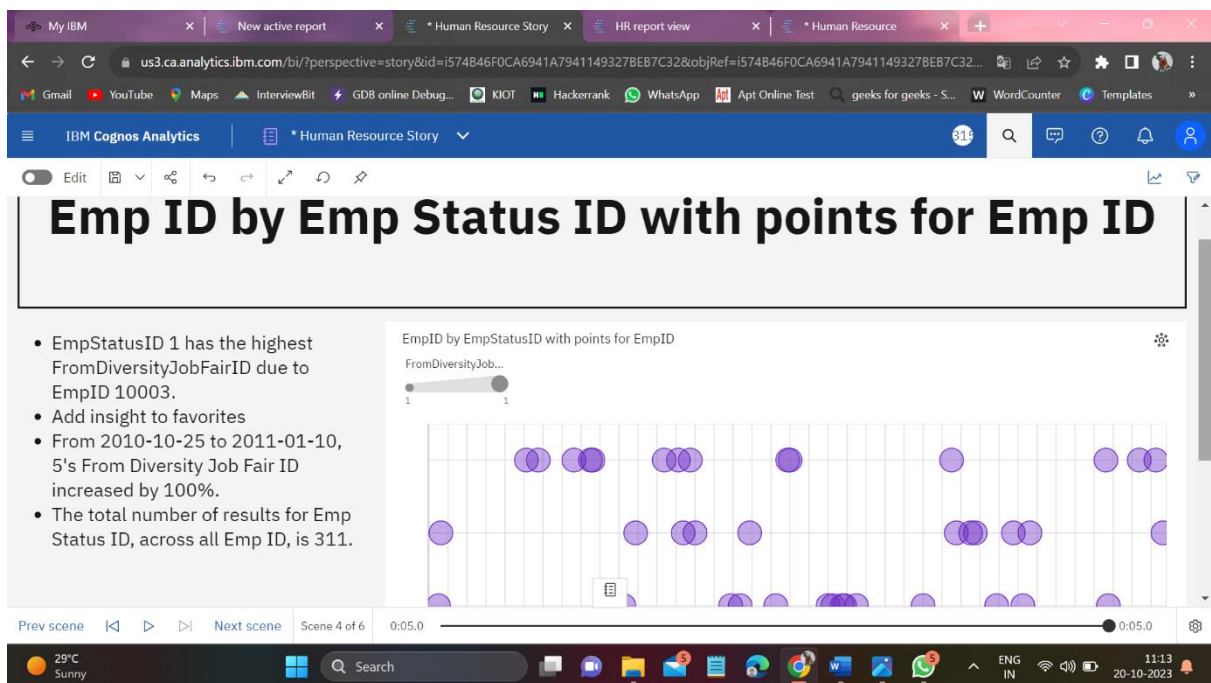 My IBM
New active report
* Human Resource Story
HR report view
* Human Resource
us3.ca.analytics.ibm.com/bi/?perspective=story&id=i574B46F0CA6941A7941149327BEB7C32&objRef=i574B46F0CA6941A7941149327BEB7C32...
Gmail YouTube Maps InterviewBit GDB online Debug... KIOT Hackerrank WhatsApp Apt Online Test geeks for geeks - S... WordCounter Templates »
IBM Cognos Analytics
* Human Resource Story
Edit
Emp ID by Emp Status ID with points for Emp ID
• EmpStatusID 1 has the highest
FromDiversityJobFairID due to
EmpID 10003.
• Add insight to favorites
• From 2010-10-25 to 2011-01-10,
5's From Diversity Job Fair ID
increased by 100%.
• The total number of results for Emp
Status ID, across all Emp ID, is 311.
EmpID by EmpStatusID with points for EmpID
FromDiversityJob...
1 1
Prev scene
Next scene
Scene 4 of 6
0:05.0
0:05.0
29°C
Sunny
Search
5
5
ENG
IN
11:13
20-10-2023